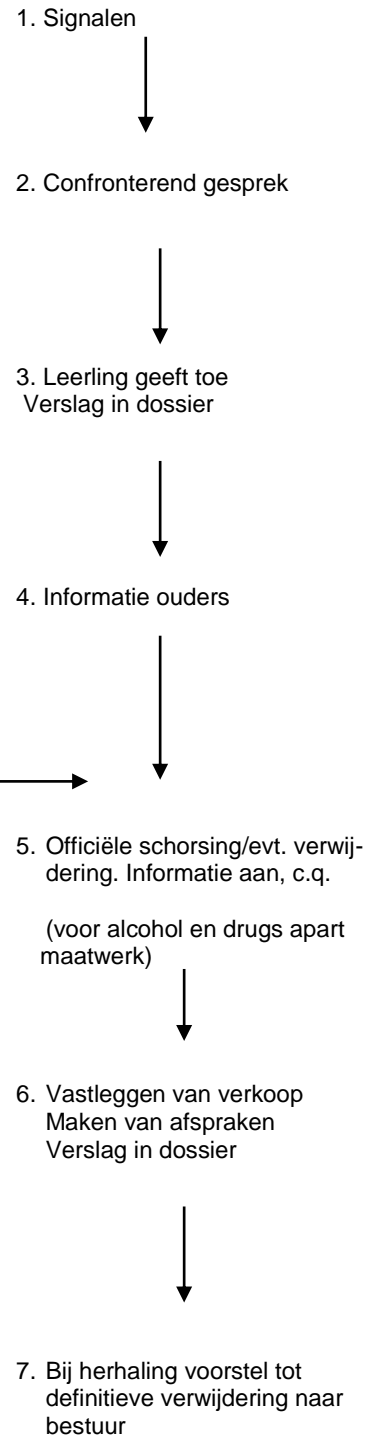 1. Signalen
2. Confronterend gesprek
3. Leerling geeft toe
Verslag in dossier
4. Informatie ouders
5. Officiële schorsing/evt. verwij-
dering. Informatie aan, c.q.
(voor alcohol en drugs apart
maatwerk)
6. Vastleggen van verkoop
Maken van afspraken
Verslag in dossier
7. Bij herhaling voorstel tot
definitieve verwijdering naar
bestuur